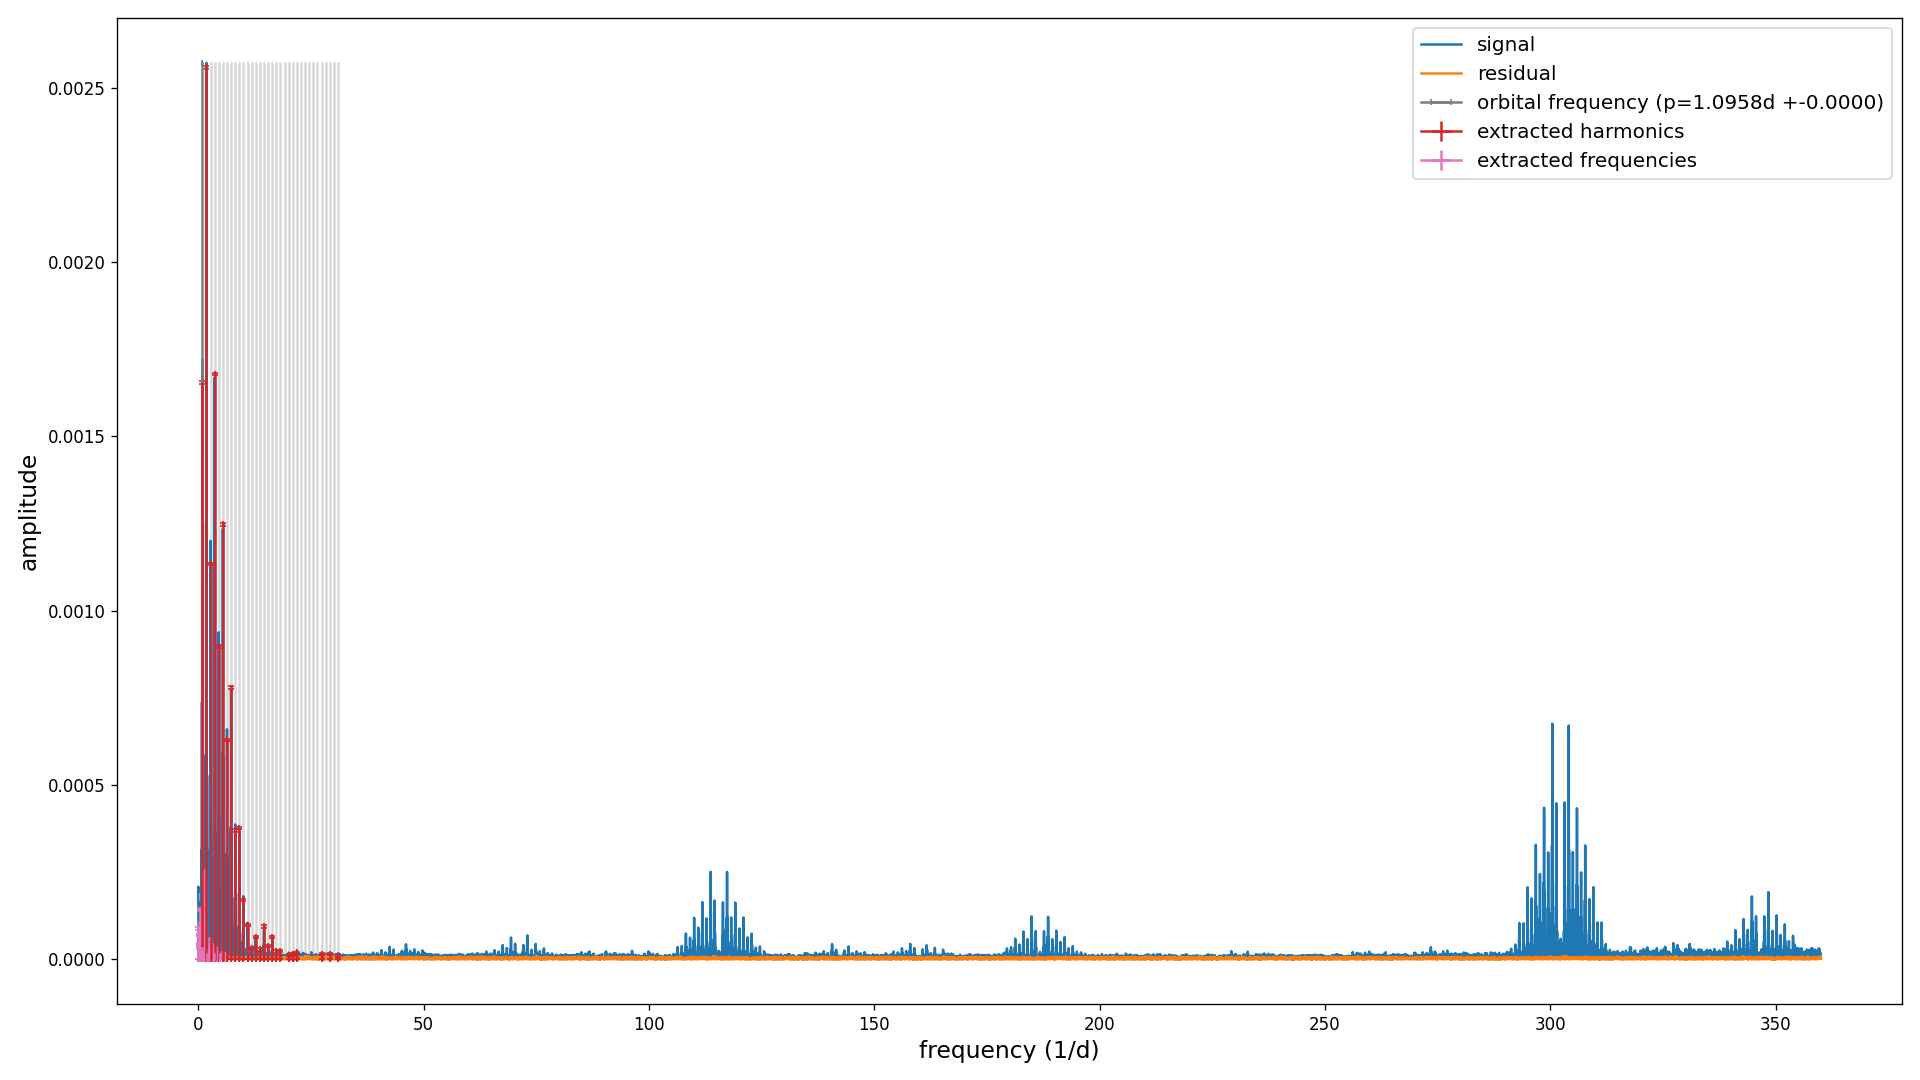 signal
residual
orbital frequency (p=1.0958d +-0.0000)
extracted harmonics
extracted frequencies
0.0025
0.0020
0.0015
0.0010
0.0005
0.0000
amplitude
0 50 100 150 200 250 300 350
frequency (1/d)